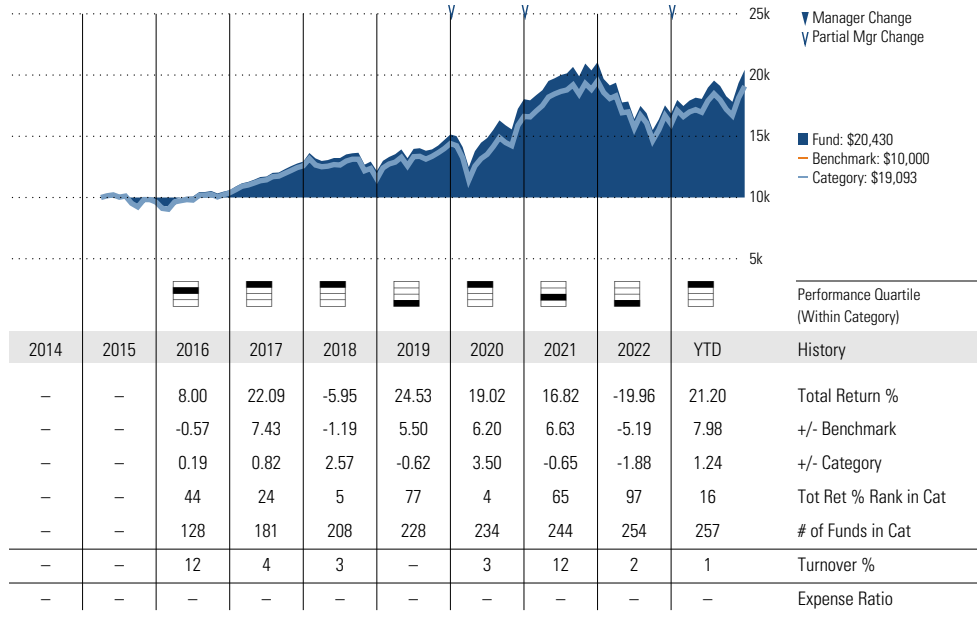 25k
20k
15k
10k
5k
Manager Change
Partial Mgr Change
Fund: $20,430
Benchmark: $10,000
Category: $19,093
Performance Quartile
(Within Category)
2014 2015 2016 2017 2018 2019 2020 2021 2022 YTD History
– – 8.00 22.09 -5.95 24.53 19.02 16.82 -19.96 21.20 Total Return %
– – -0.57 7.43 -1.19 5.50 6.20 6.63 -5.19 7.98 +/- Benchmark
– – 0.19 0.82 2.57 -0.62 3.50 -0.65 -1.88 1.24 +/- Category
– – 44 24 5 77 4 65 97 16 Tot Ret % Rank in Cat
– – 128 181 208 228 234 244 254 257 # of Funds in Cat
– – 12 4 3 – 3 12 2 1 Turnover %
– – – – – – – – – – Expense Ratio